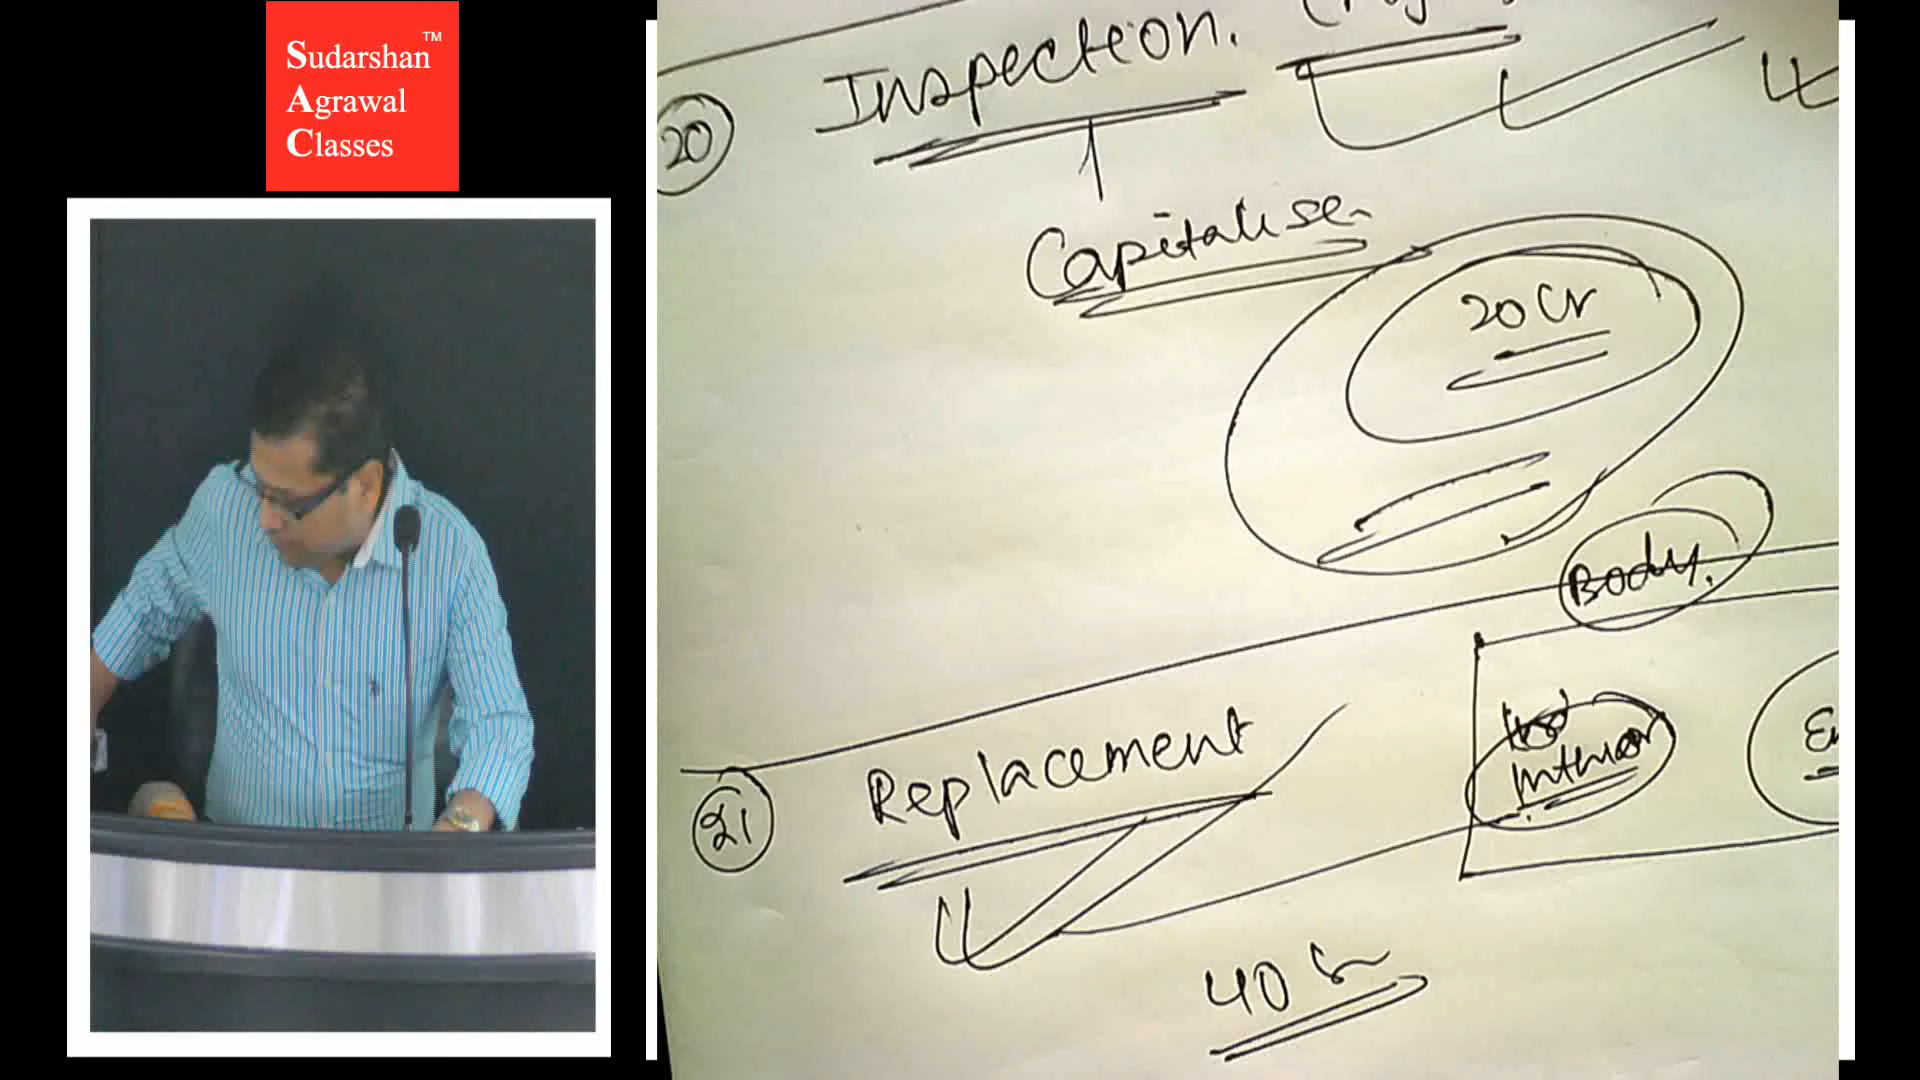 Sudarshan™
Agrawal
Classes
20 Inspection.
Capitalise
20 Cr
Body.
Interior
21 Replacement
40